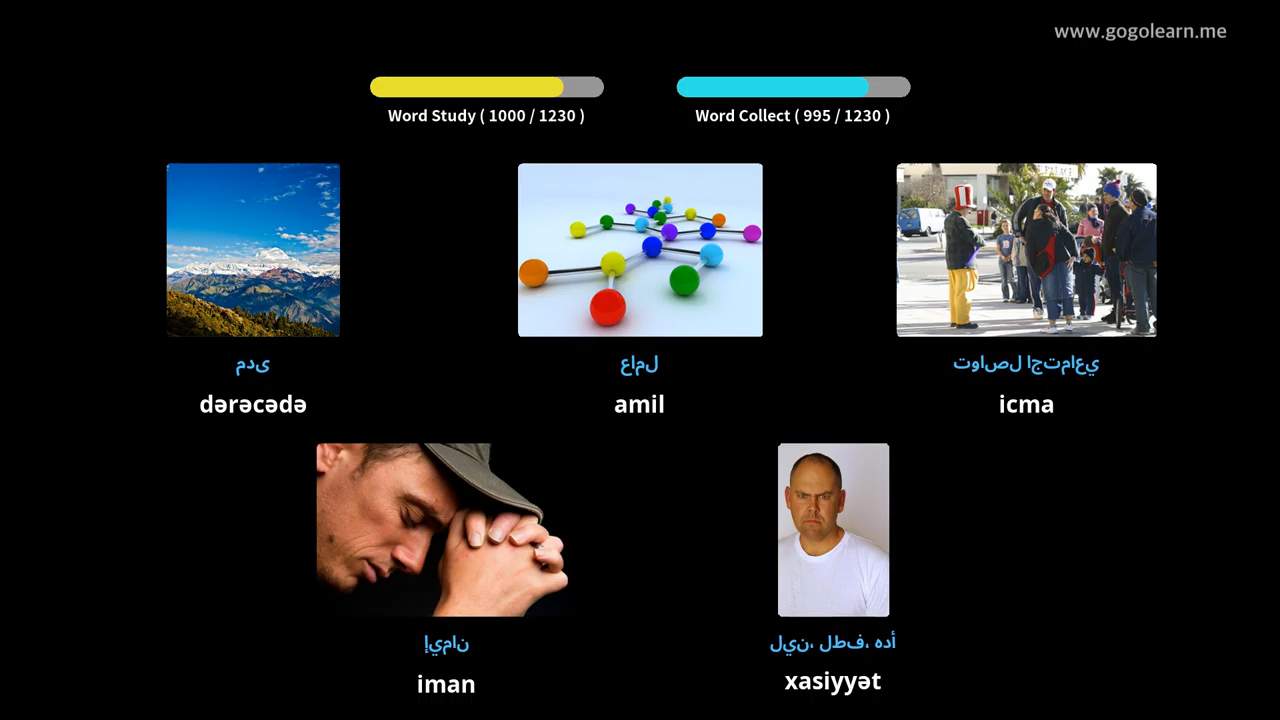 www.gogolearn.me
Word Study ( 1000 / 1230 )
Word Collect ( 995 / 1230 )
مدى
عامل
تواصل اجتماعي
dərəcədə
amil
icma
إيمان
لين، لطف، هدأ
iman
xasiyyət